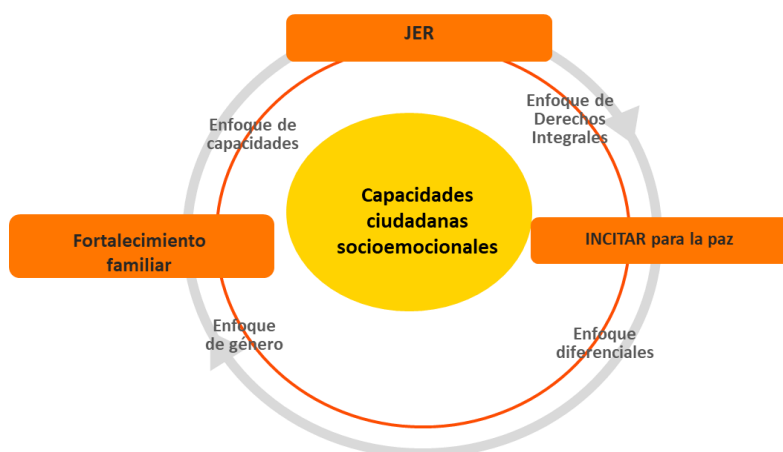 JER
Enfoque de
capacidades
Enfoque de
Derechos
Integrales
Capacidades
ciudadanas
socioemocionales
Fortalecimiento
familiar
INCITAR para la paz
Enfoque
de género
Enfoque
diferenciales